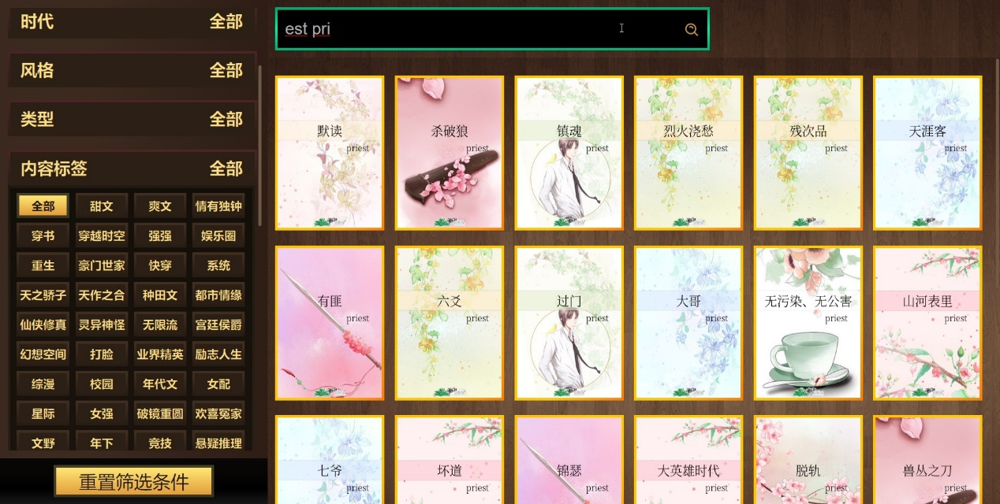 时代 全部
风格 全部
类型 全部
内容标签 全部
全部 甜文 爽文 情有独钟
穿书 穿越时空 强强 娱乐圈
重生 豪门世家 快穿 系统
天之骄子 天作之合 种田文 都市情缘
仙侠修真 灵异神怪 无限流 宫廷侯爵
幻想空间 打脸 业界精英 励志人生
综漫 校园 年代文 女配
星际 女强 破镜重圆 欢喜冤家
文野 年下 竞技 悬疑推理
重置筛选条件
est pri
默读 杀破狼 镇魂 烈火浇愁 残次品 天涯客
priest priest priest priest priest priest
有匪 六爻 过门 大哥 无污染、无公害 山河表里
priest priest priest priest priest priest
七爷 坏道 锦瑟 大英雄时代 脱轨 兽丛之刀
priest priest priest priest priest priest